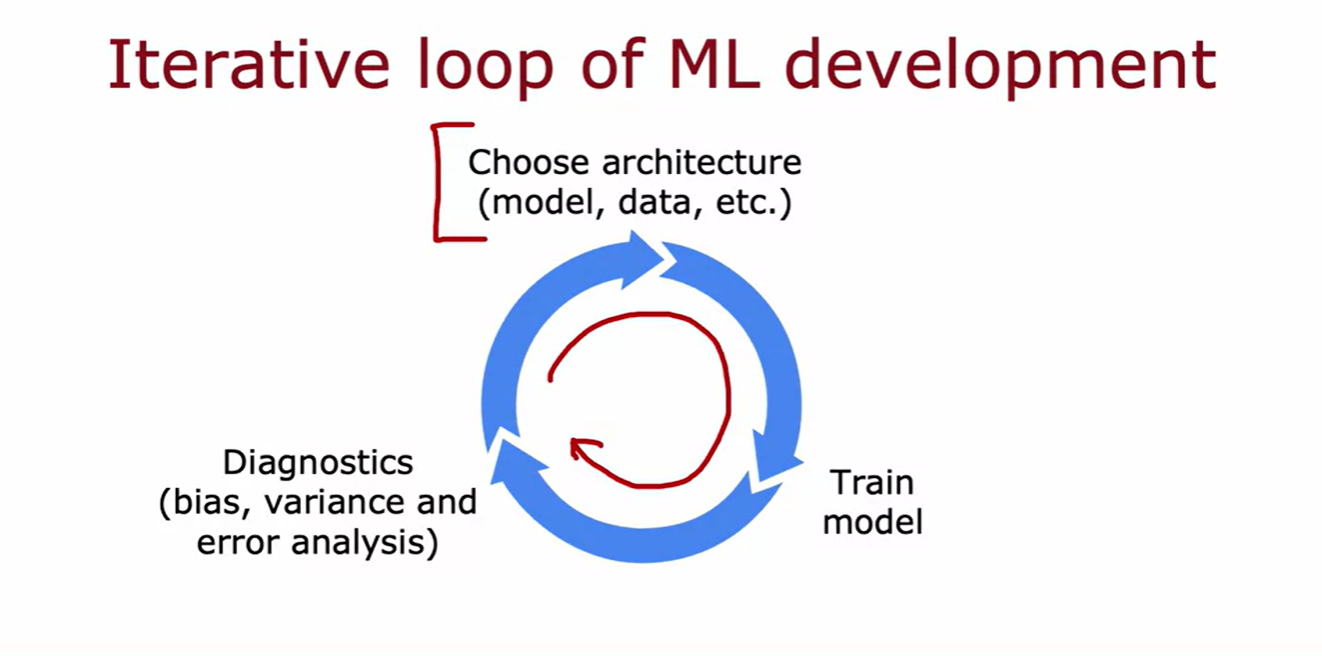 Iterative loop of ML development
Choose architecture
(model, data, etc.)
Diagnostics
(bias, variance and
error analysis)
Train
model